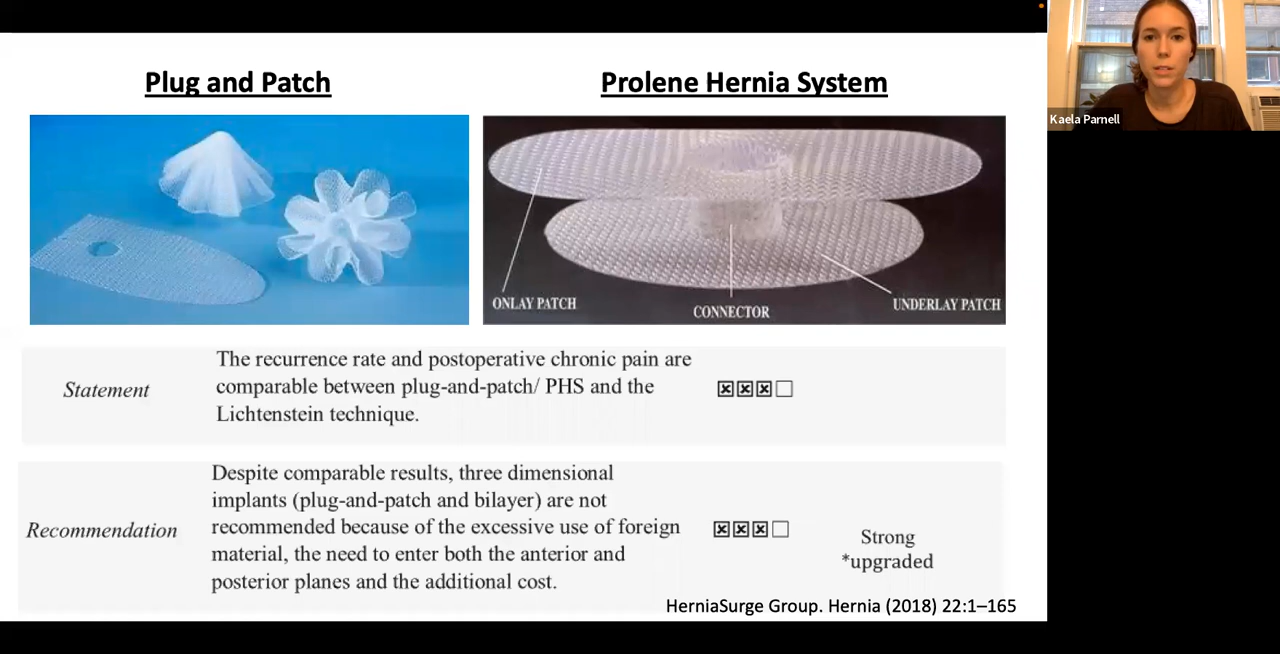 Plug and Patch
Prolene Hernia System
Kaela Parnell
ONLAY PATCH
CONNECTOR
UNDERLAY PATCH
Statement
The recurrence rate and postoperative chronic pain are
comparable between plug-and-patch/ PHS and the
Lichtenstein technique.
Recommendation
Despite comparable results, three dimensional
implants (plug-and-patch and bilayer) are not
recommended because of the excessive use of foreign
material, the need to enter both the anterior and
posterior planes and the additional cost.
Strong
*upgraded
HerniaSurge Group. Hernia (2018) 22:1–165